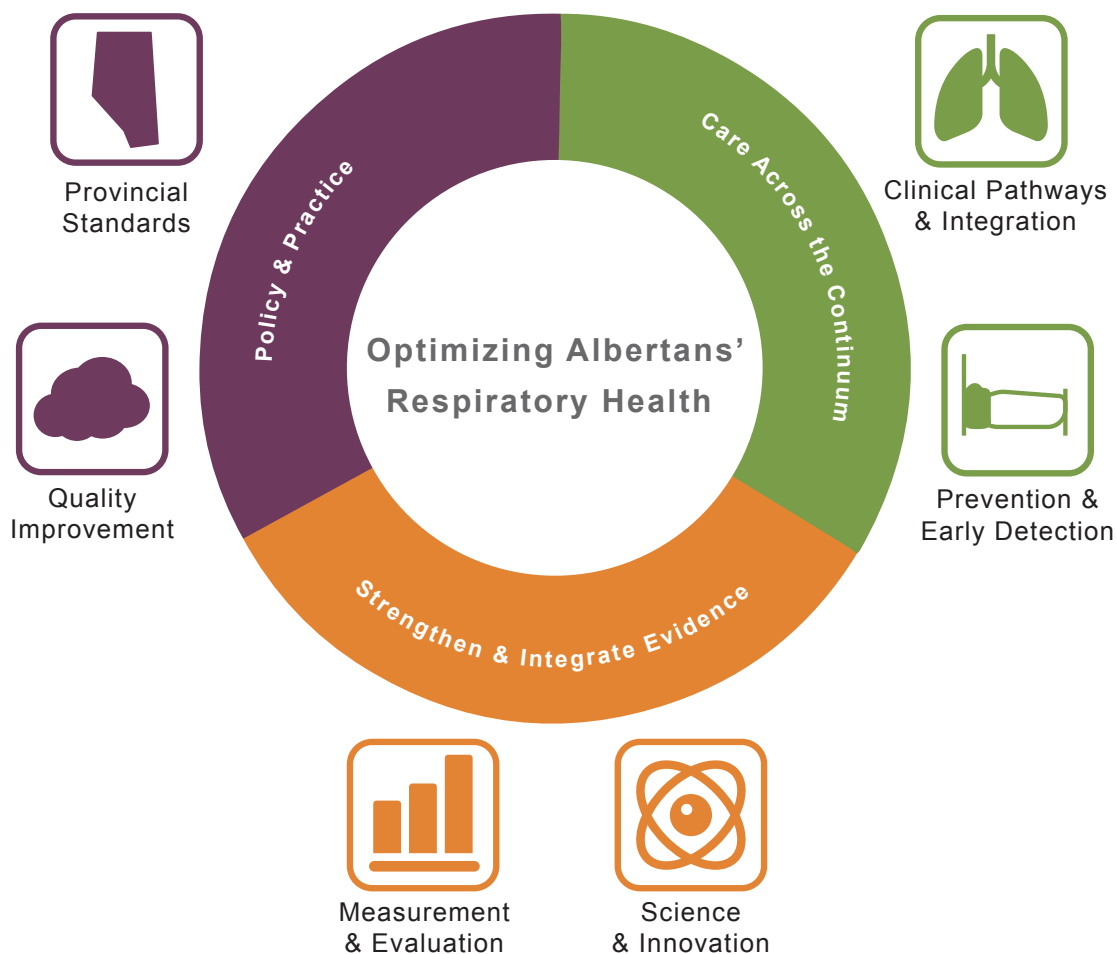 Provincial
Standards
Quality
Improvement
Policy & Practice
Care Across the Continuum
Strengthen & Integrate Evidence
Optimizing Albertans’
Respiratory Health
Clinical Pathways
& Integration
Prevention &
Early Detection
Measurement
& Evaluation
Science
& Innovation